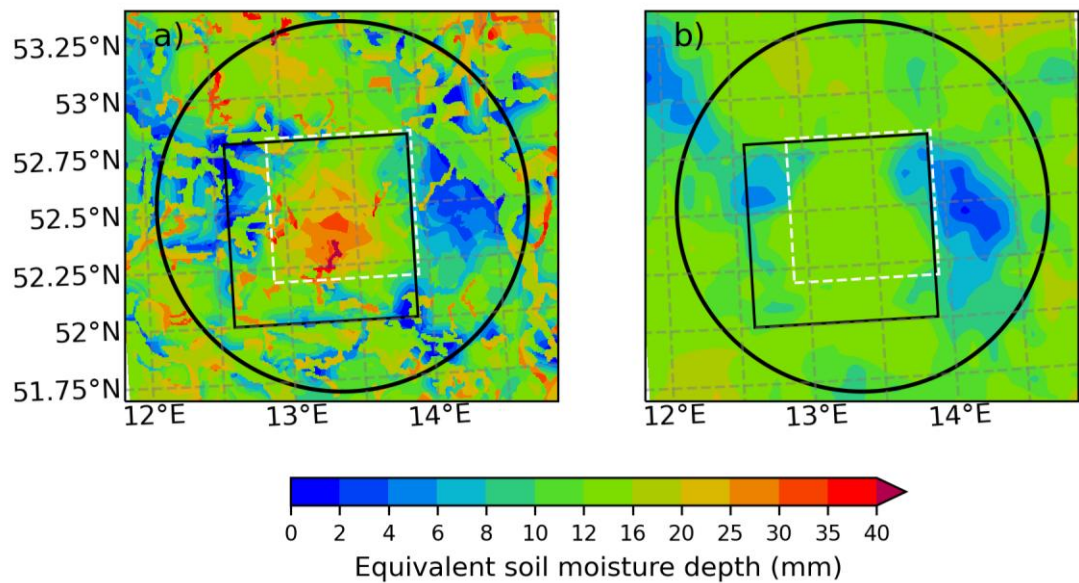 a)
b)
53.25°N
53°N
52.75°N
52.5°N
52.25°N
52°N
51.75°N
12°E 13°E 14°E
12°E 13°E 14°E
0 2 4 6 8 10 12 16 20 25 30 35 40
Equivalent soil moisture depth (mm)